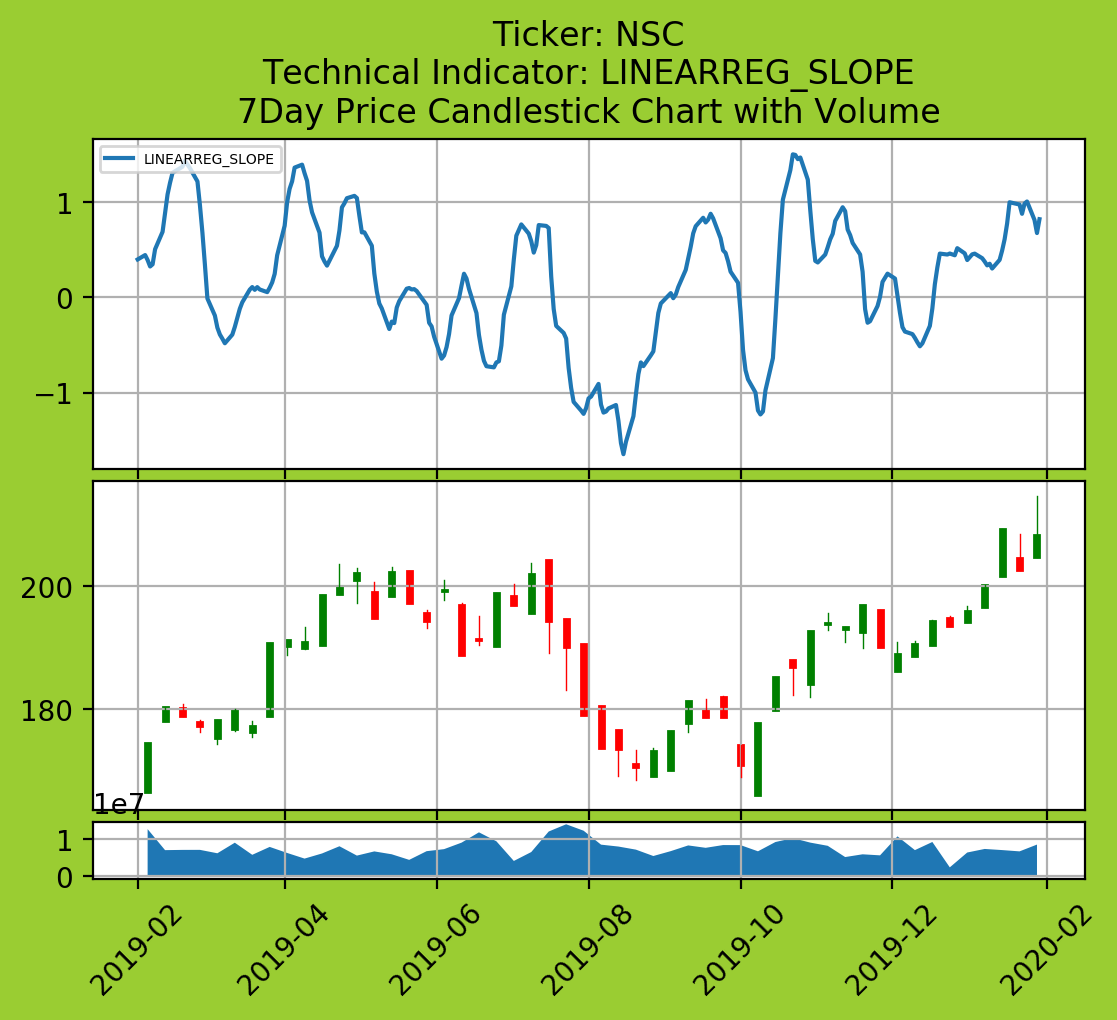 Ticker: NSC
Technical Indicator: LINEARREG_SLOPE
7Day Price Candlestick Chart with Volume
LINEARREG_SLOPE
1
0
−1
200
180
1e7
1
0
2019-02
2019-04
2019-06
2019-08
2019-10
2019-12
2020-02